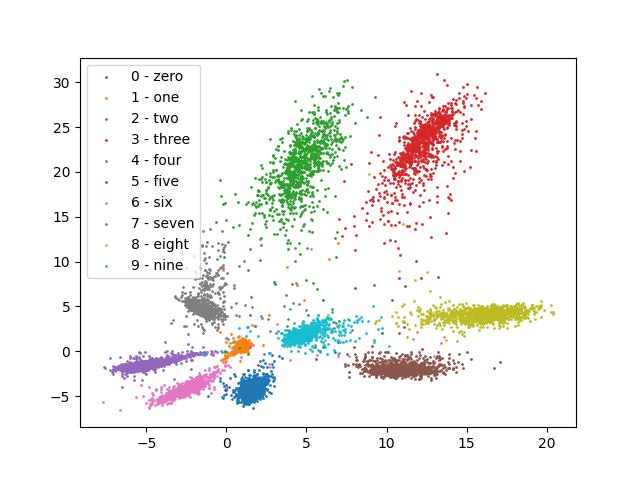 0 - zero
1 - one
2 - two
3 - three
4 - four
5 - five
6 - six
7 - seven
8 - eight
9 - nine
30
25
20
15
10
5
0
−5
−5 0 5 10 15 20